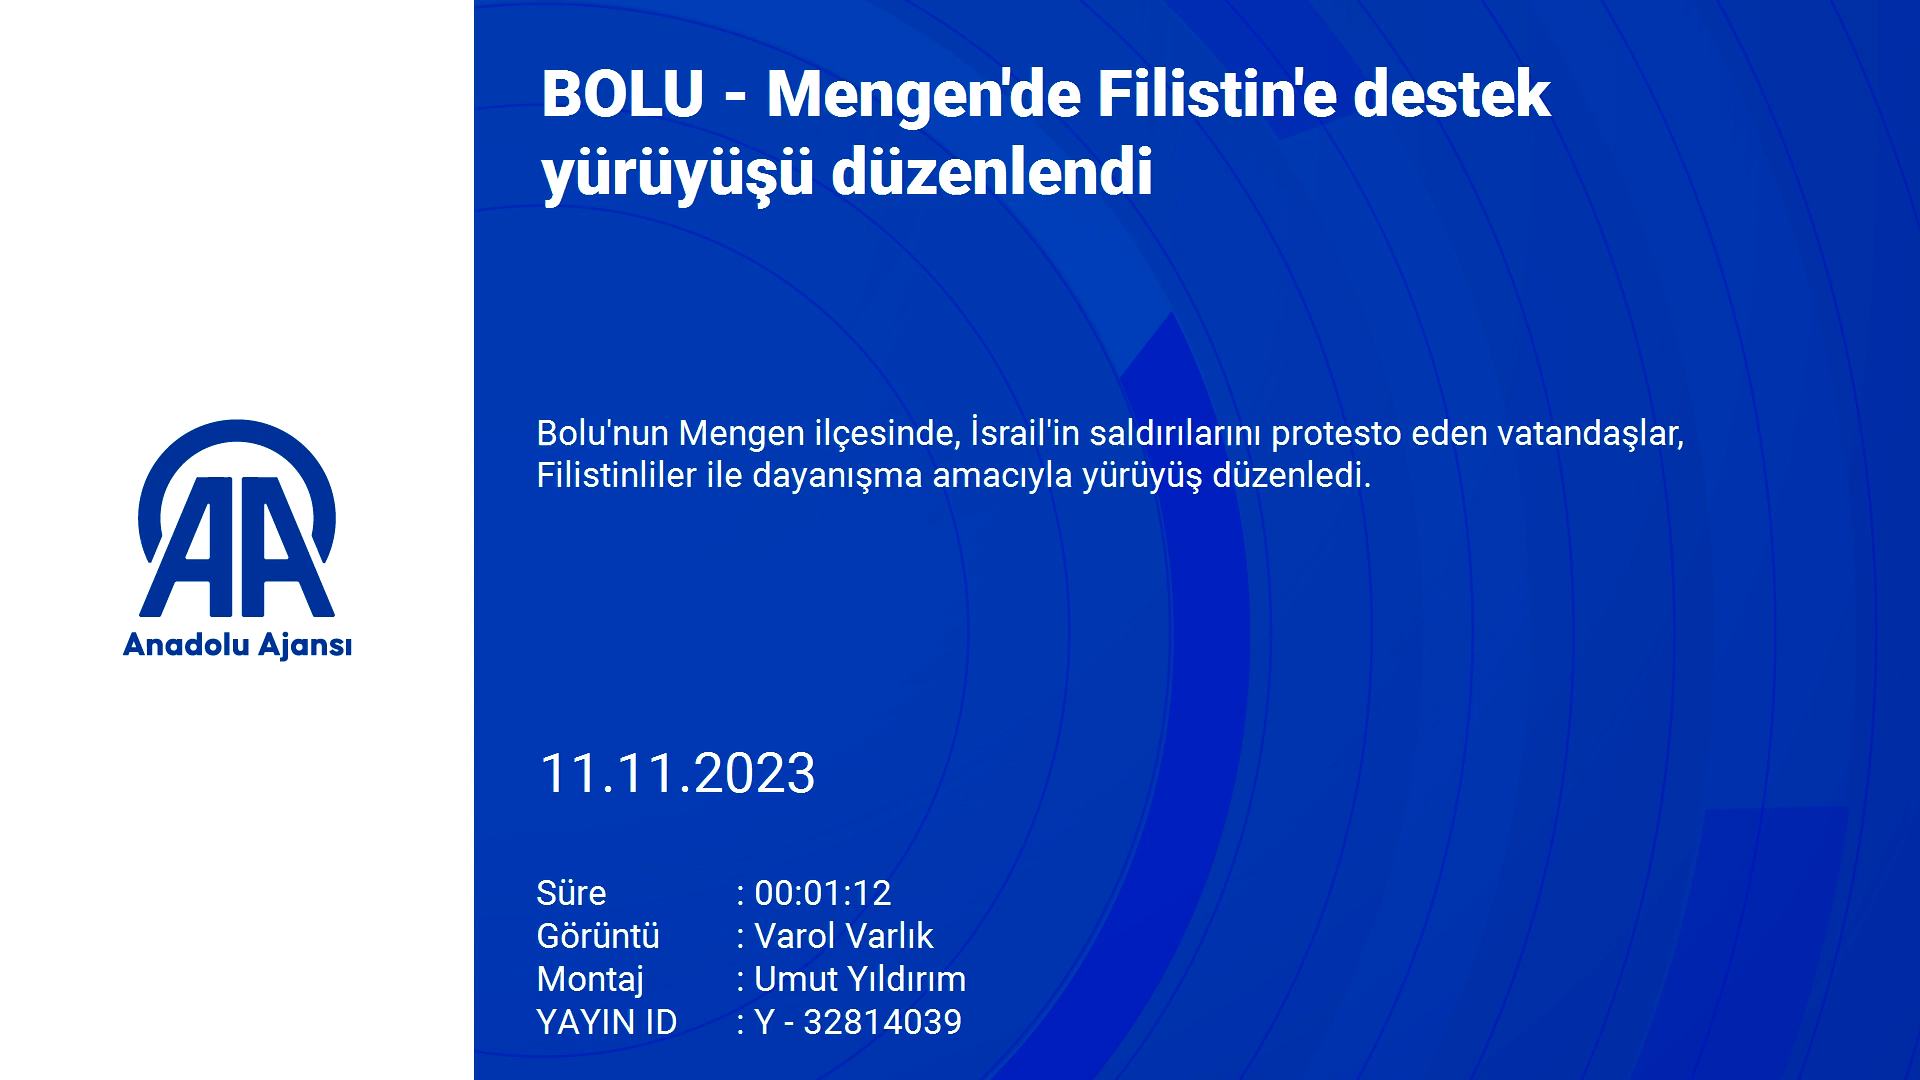 BOLU - Mengen'de Filistin'e destek
yürüyüşü düzenlendi
Bolu'nun Mengen ilçesinde, İsrail'in saldırılarını protesto eden vatandaşlar,
Filistinliler ile dayanışma amacıyla yürüyüş düzenledi.
AA
Anadolu Ajansı
11.11.2023
Süre : 00:01:12
Görüntü : Varol Varlık
Montaj : Umut Yıldırım
YAYIN ID : Y - 32814039